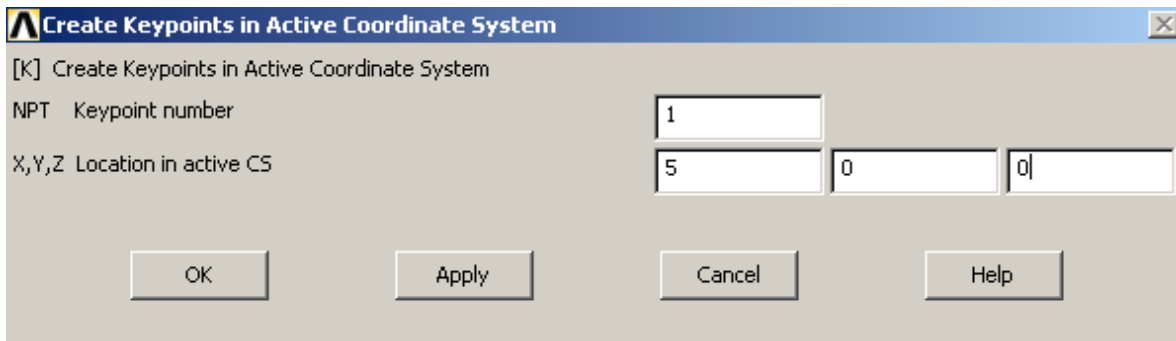 Create Keypoints in Active Coordinate System
[K] Create Keypoints in Active Coordinate System
NPT Keypoint number 1
X,Y,Z Location in active CS 5 0 0
OK Apply Cancel Help